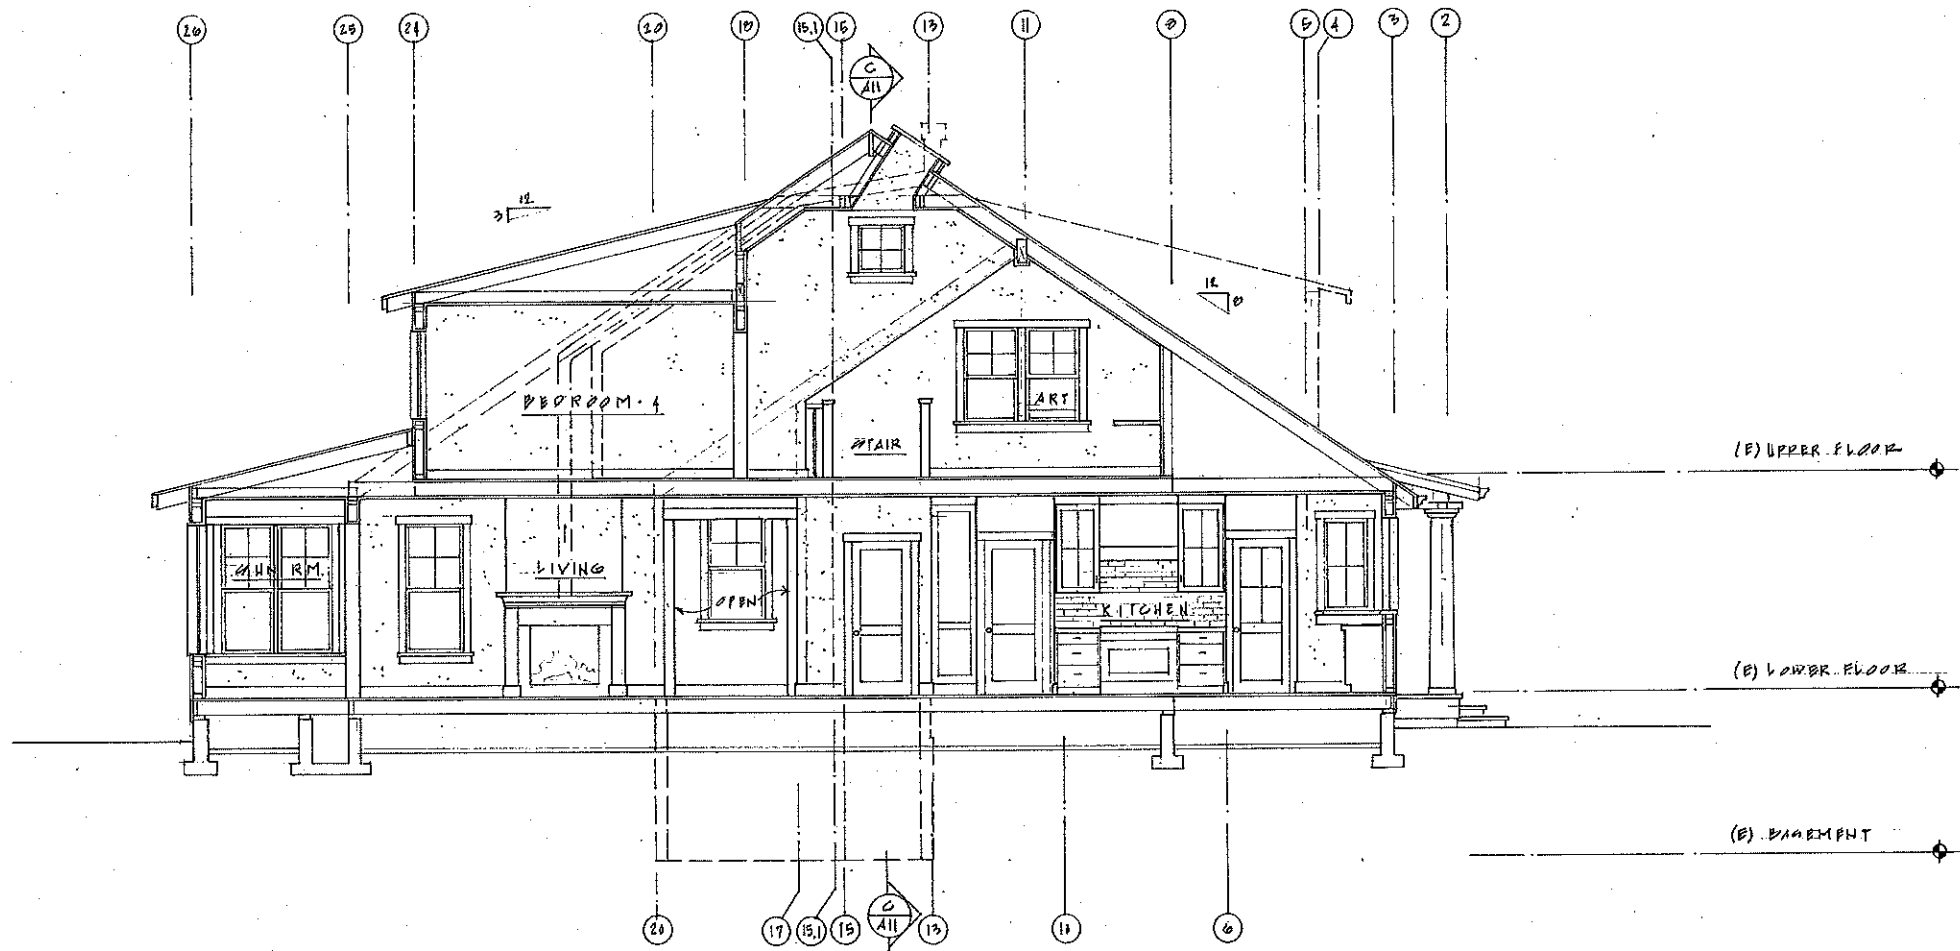 26 25 24 20 18 15.1 15 13 11 8 5 4 3 2
C
A11
12
3
12
8
BEDROOM·4
ART
STAIR
(E) UPPER FLOOR
SUN RM.
LIVING
OPEN
KITCHEN
(E) LOWER FLOOR
(E) BASEMENT
20 17 15.1 15 13 10 6
C
A11